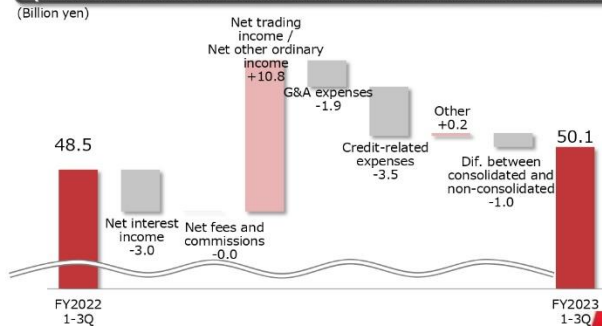 (Billion yen)
Net trading
income /
Net other ordinary
income
+10.8
G&A expenses
-1.9
Other
+0.2
48.5
Credit-related
expenses
-3.5
50.1
Dif. between
consolidated and
non-consolidated
-1.0
Net interest
income
-3.0
Net fees and
commissions
-0.0
FY2022
1-3Q
FY2023
1-3Q